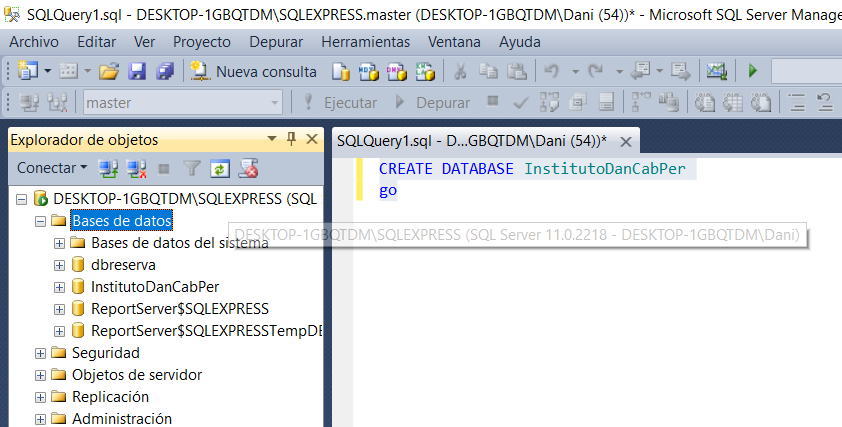 SQLQuery1.sql - DESKTOP-1GBQTDM\SQLEXPRESS.master (DESKTOP-1GBQTDM\Dani (54))* - Microsoft SQL Server Manage
Archivo Editar Ver Proyecto Depurar Herramientas Ventana Ayuda
Nueva consulta
master Ejecutar Depurar
Explorador de objetos
SQLQuery1.sql - D...GBQTDM\Dani (54))*
Conectar
CREATE DATABASE InstitutoDanCabPer
go
DESKTOP-1GBQTDM\SQLEXPRESS (SQL
Bases de datos
DESKTOP-1GBQTDM\SQLEXPRESS (SQL Server 11.0.2218 - DESKTOP-1GBQTDM\Dani)
Bases de datos del sistema
dbreserva
InstitutoDanCabPer
ReportServer$SQLEXPRESS
ReportServer$SQLEXPRESSTempDB
Seguridad
Objetos de servidor
Replicación
Administración